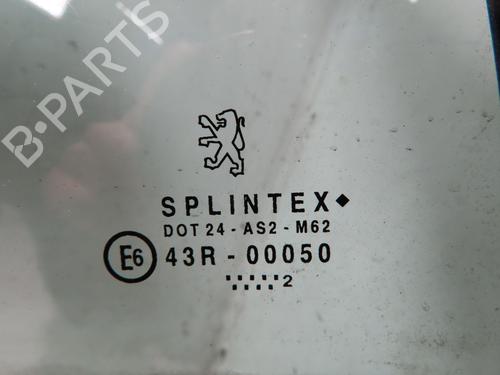 B-PARTS
SPLINTEX
DOT 24 - AS2 - M62
E6 43R - 00050
2